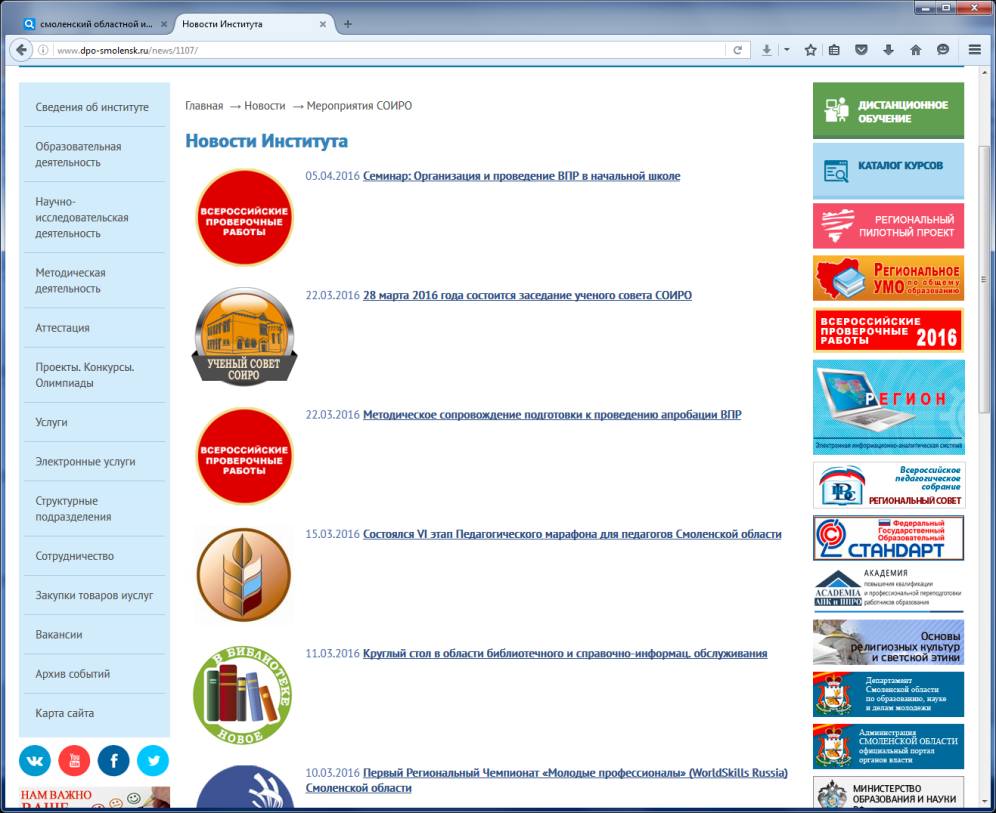 смоленский областной и...
Новости Института
www.dpo-smolensk.ru/news/1107/
Сведения об институте
Образовательная
деятельность
Научно-
исследовательская
деятельность
Методическая
деятельность
Аттестация
Проекты. Конкурсы.
Олимпиады
Услуги
Электронные услуги
Структурные
подразделения
Сотрудничество
Закупки товаров иуслуг
Вакансии
Архив событий
Карта сайта
You
Tube
НАМ ВАЖНО
ВАШЕ
Главная → Новости → Мероприятия СОИРО
Новости Института
ВСЕРОССИЙСКИЕ
ПРОВЕРОЧНЫЕ
РАБОТЫ
05.04.2016 Семинар: Организация и проведение ВПР в начальной школе
УЧЕНЫЙ СОВЕТ
СОИРО
22.03.2016 28 марта 2016 года состоится заседание ученого совета СОИРО
ВСЕРОССИЙСКИЕ
ПРОВЕРОЧНЫЕ
РАБОТЫ
22.03.2016 Методическое сопровождение подготовки к проведению апробации ВПР
15.03.2016 Состоялся VI этап Педагогического марафона для педагогов Смоленской области
В БИБЛИОТЕКЕ
НОВОЕ
11.03.2016 Круглый стол в области библиотечного и справочно-информац. обслуживания
10.03.2016 Первый Региональный Чемпионат «Молодые профессионалы» (WorldSkills Russia)
Смоленской области
ДИСТАНЦИОННОЕ
ОБУЧЕНИЕ
КАТАЛОГ КУРСОВ
РЕГИОНАЛЬНЫЙ
ПИЛОТНЫЙ ПРОЕКТ
Региональное
УМО по общему
образованию
ВСЕРОССИЙСКИЕ
ПРОВЕРОЧНЫЕ
РАБОТЫ 2016
РЕГИОН
Электронная информационно-аналитическая система
Всероссийское
педагогическое
собрание
РЕГИОНАЛЬНЫЙ СОВЕТ
Федеральный
Государственный
Образовательный
СТАНДАРТ
АКАДЕМИЯ
повышения квалификации
и профессиональной переподготовки
работников образования
ACADEMIA
АПК и ППРО
Основы
религиозных культур
и светской этики
Департамент
Смоленской области
по образованию, науке
и делам молодежи
Администрация
СМОЛЕНСКОЙ ОБЛАСТИ
официальный портал
органов власти
МИНИСТЕРСТВО
ОБРАЗОВАНИЯ И НАУКИ